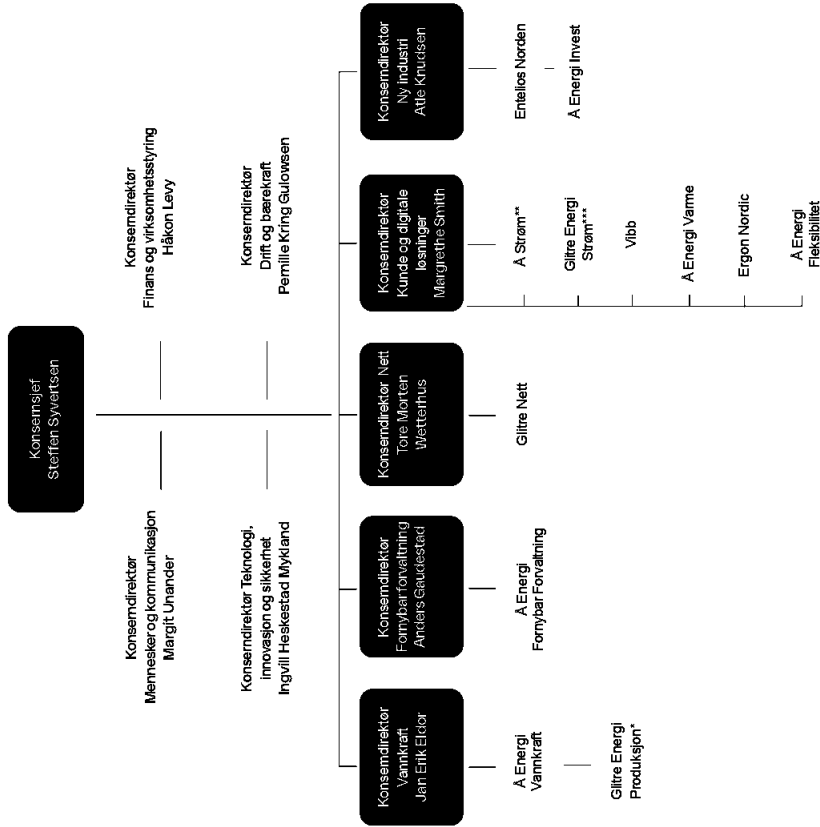 Konsernsjef
Steffen Syvertsen
Konserndirektør
Mennesker og kommunikasjon
Margit Unander
Konserndirektør
Finans og virksomhetsstyring
Håkon Levy
Konserndirektør Teknologi,
innovasjon og sikkerhet
Ingvill Heskestad Mykland
Konserndirektør
Drift og bærekraft
Pernille Kring Gulowsen
Konserndirektør
Vannkraft
Jan Erik Eldor
Konserndirektør
Fornybar forvaltning
Anders Gaudestad
Konserndirektør Nett
Tore Morten
Wetterhus
Konserndirektør
Kunde og digitale
løsninger
Margrethe Smith
Konserndirektør
Ny industri
Atle Knudsen
Å Energi
Vannkraft
Glitre Energi
Produksjon*
Å Energi
Fornybar Forvaltning
Glitre Nett
Å Strøm**
Glitre Energi
Strøm***
Vibb
Å Energi Varme
Ergon Nordic
Å Energi
Fleksibilitet
Entelios Norden
Å Energi Invest